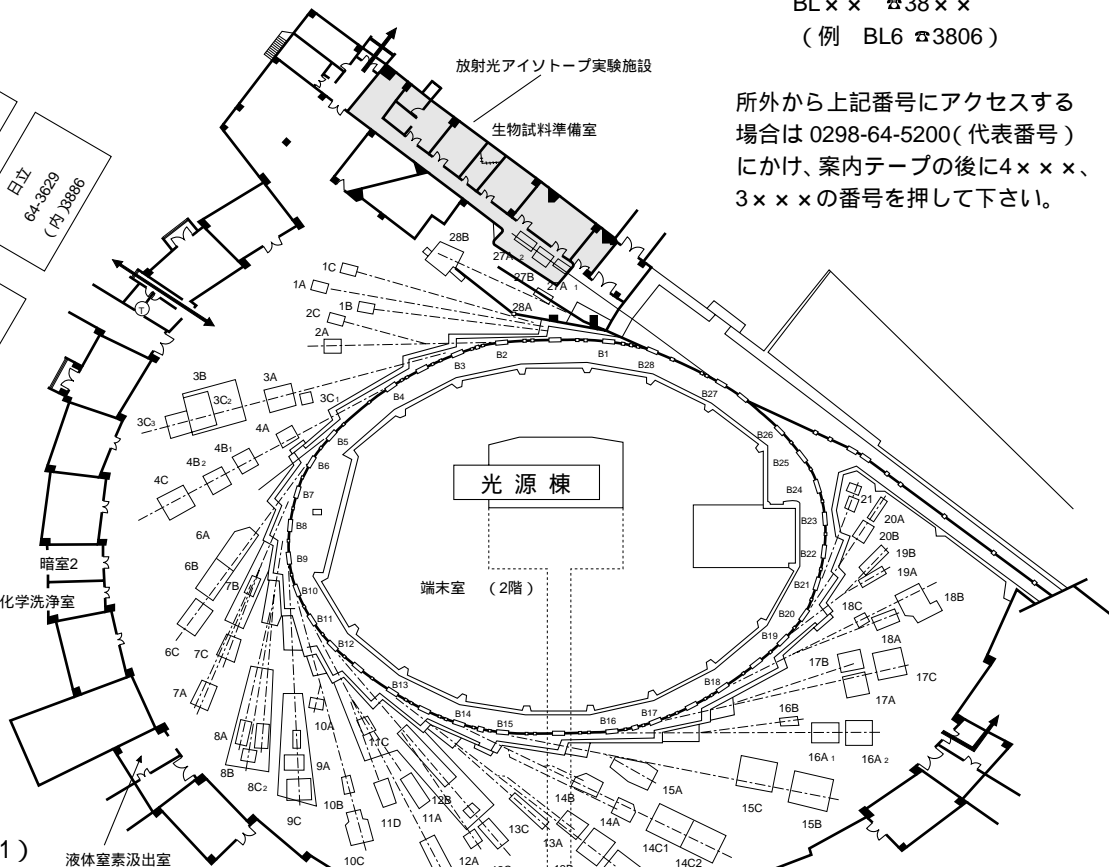 BL×× ☎38××
(例 BL6 ☎3806)
放射光アイソトープ実験施設
生物試料準備室
所外から上記番号にアクセスする
場合は 0298-64-5200(代表番号)
にかけ、案内テープの後に4×××、
3×××の番号を押して下さい。
日立
64-3629
(内)3886
28B
27A 2
27B
27A 1
28A
1C
1A
1B
2C
2A
T
B3
B2
B1
B28
B4
B27
3B
3A
3C2
3C1
3C3
4A
B5
B26
4B1
4B2
4C
B6
B25
B7
B24
光源棟
B8
B23
21
20A
20B
6A
B9
B22
19B
19A
6B
暗室2
7B
端末室 (2階)
B10
B21
18B
化学洗浄室
B11
B20
18C
6C
7C
B12
B19
18A
17B
17C
7A
B13
B18
17A
10A
B14
B15
B16
B17
16B
8A
11C
8B
9A
16A 1
16A 2
8C2
10B
12B
14B
15A
9C
11D
11A
13C
14A
15C
15B
13A
14C1
10C
12A
14C2
1)
液体窒素汲出室